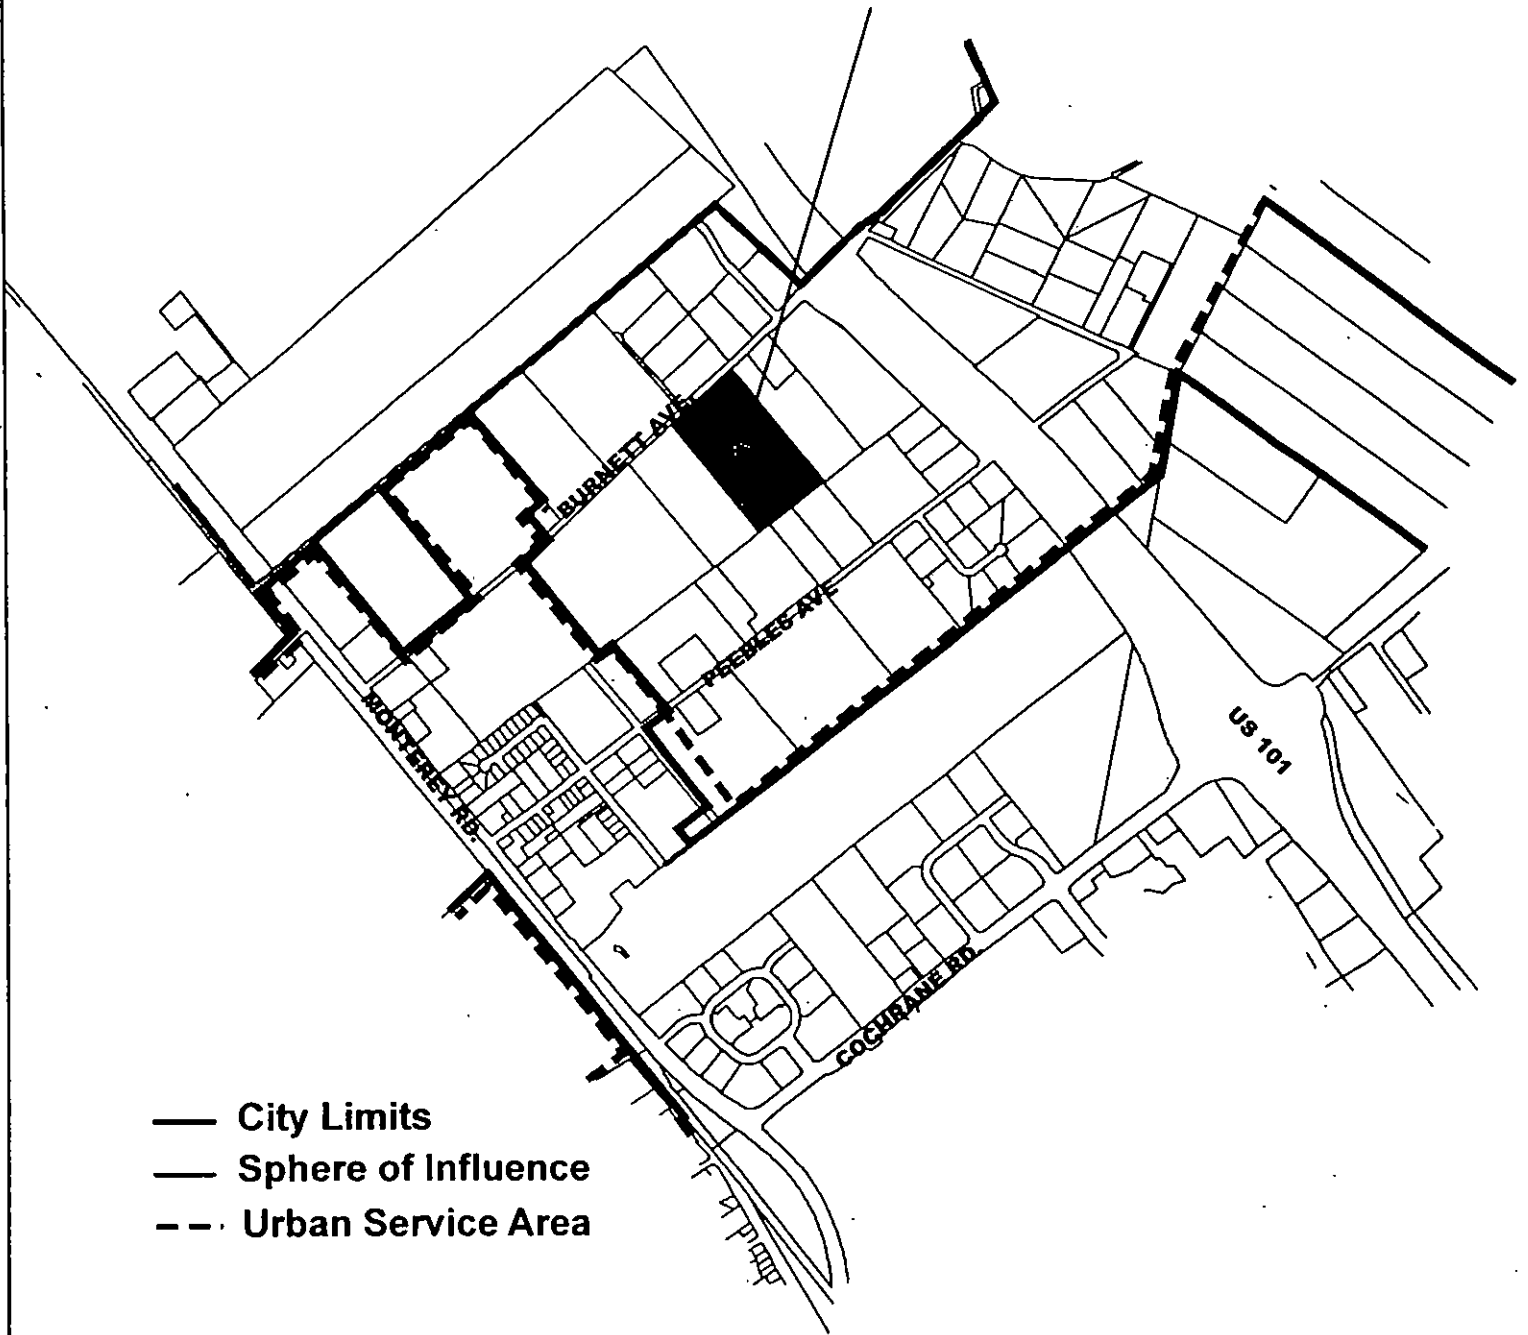 BURNETT AVE.
PEEBLES AVE.
MONTEREY RD.
US 101
COCHRANE RD.
City Limits
Sphere of Influence
Urban Service Area